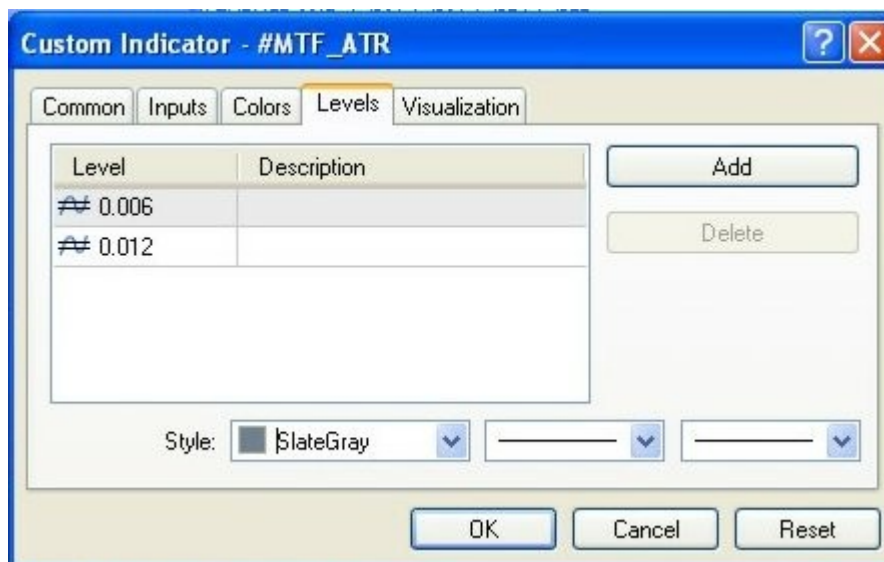 Custom Indicator - #MTF_ATR
Common Inputs Colors Levels Visualization
Level Description
0.006
0.012
Add
Delete
Style: SlateGray
OK Cancel Reset